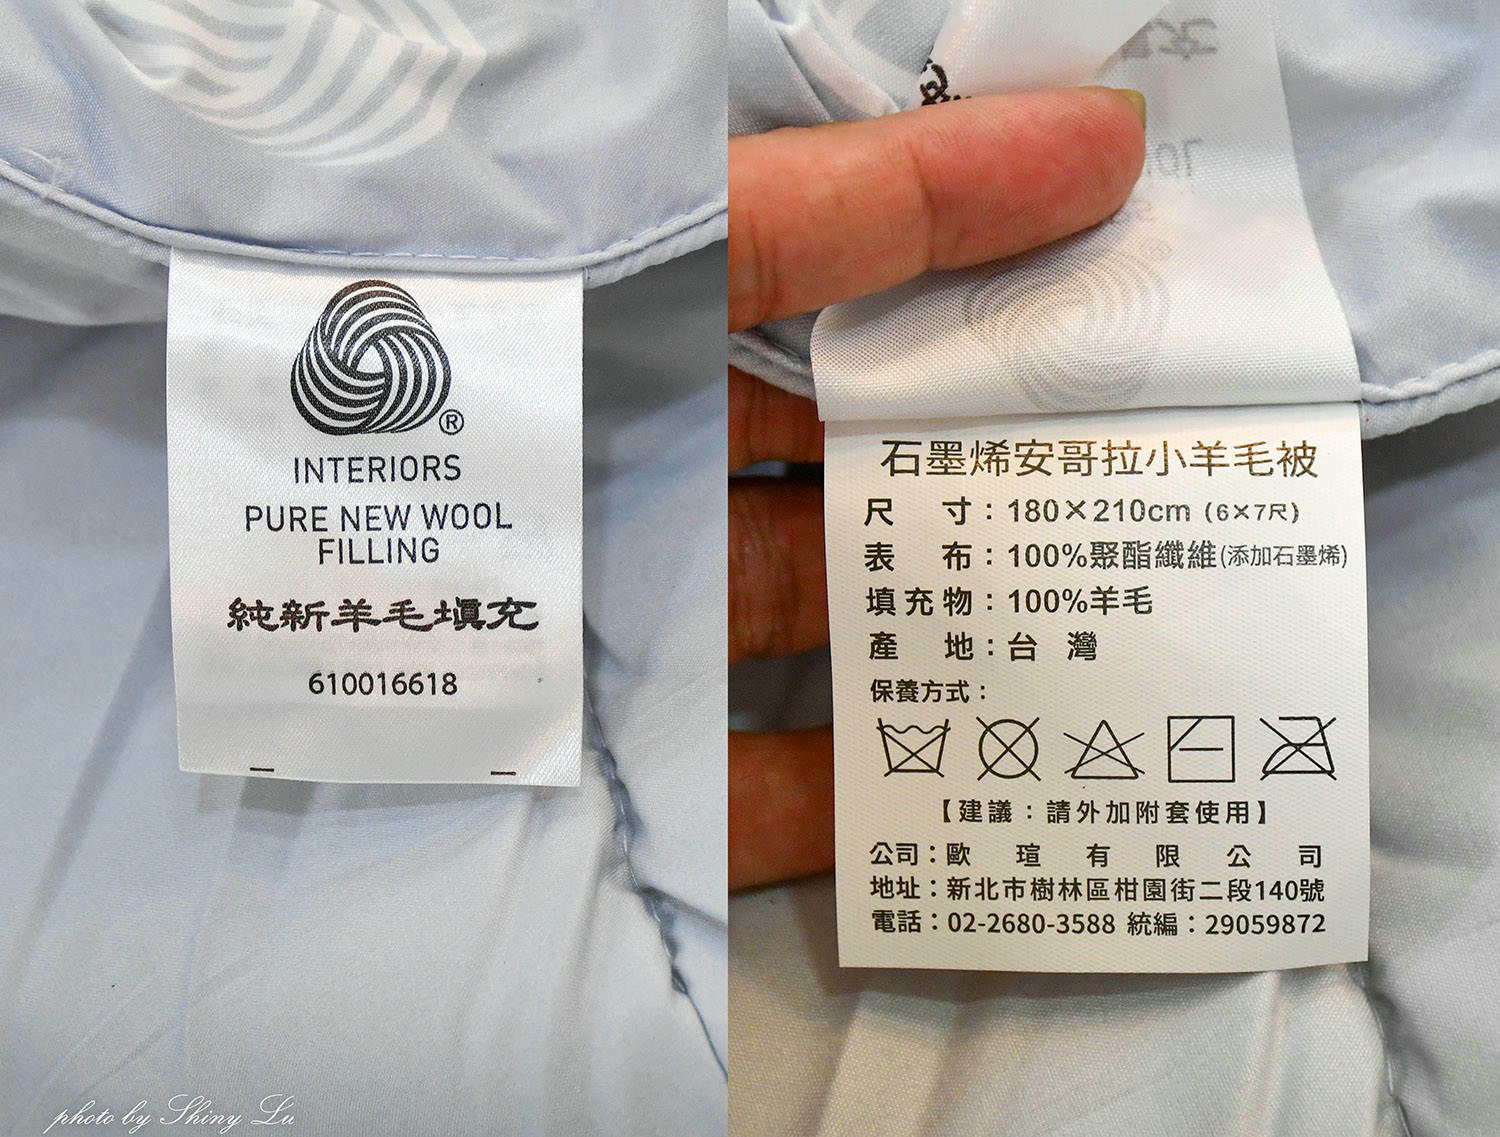 ®
INTERIORS
PURE NEW WOOL
FILLING
純新羊毛填充
610016618
石墨烯安哥拉小羊毛被
尺 寸：180×210cm (6×7尺)
表 布：100%聚酯纖維(添加石墨烯)
填充物：100%羊毛
產 地：台 灣
保養方式：
【建議：請外加附套使用】
公司：歐 瑄 有 限 公 司
地址：新北市樹林區柑園街二段140號
電話：02-2680-3588 統編：29059872
photo by Shiny Lu